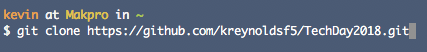 kevin at Makpro in ~
$ git clone https://github.com/kreynoldsf5/TechDay2018.git